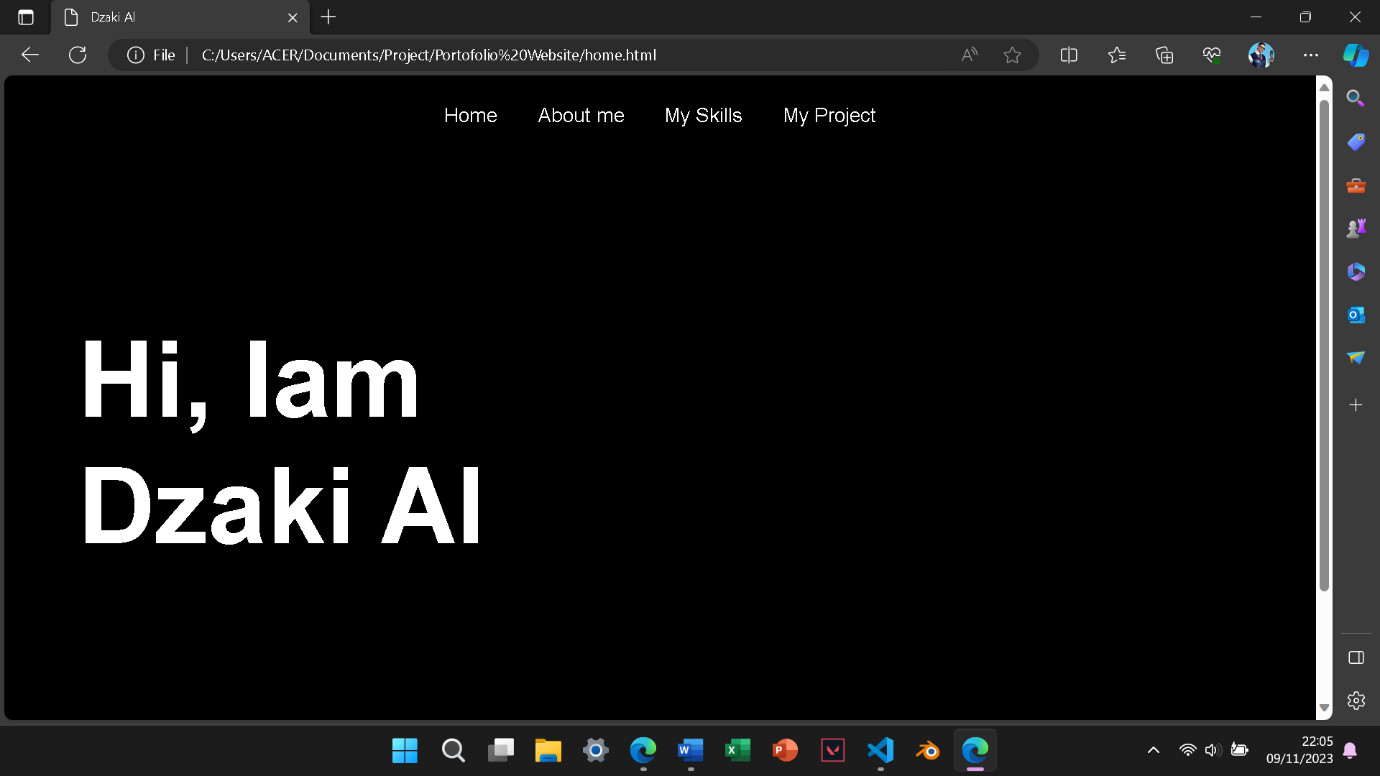 Dzaki Al
File
C:/Users/ACER/Documents/Project/Portofolio%20Website/home.html
Home About me My Skills My Project
Hi, Iam
Dzaki Al
22:05
09/11/2023